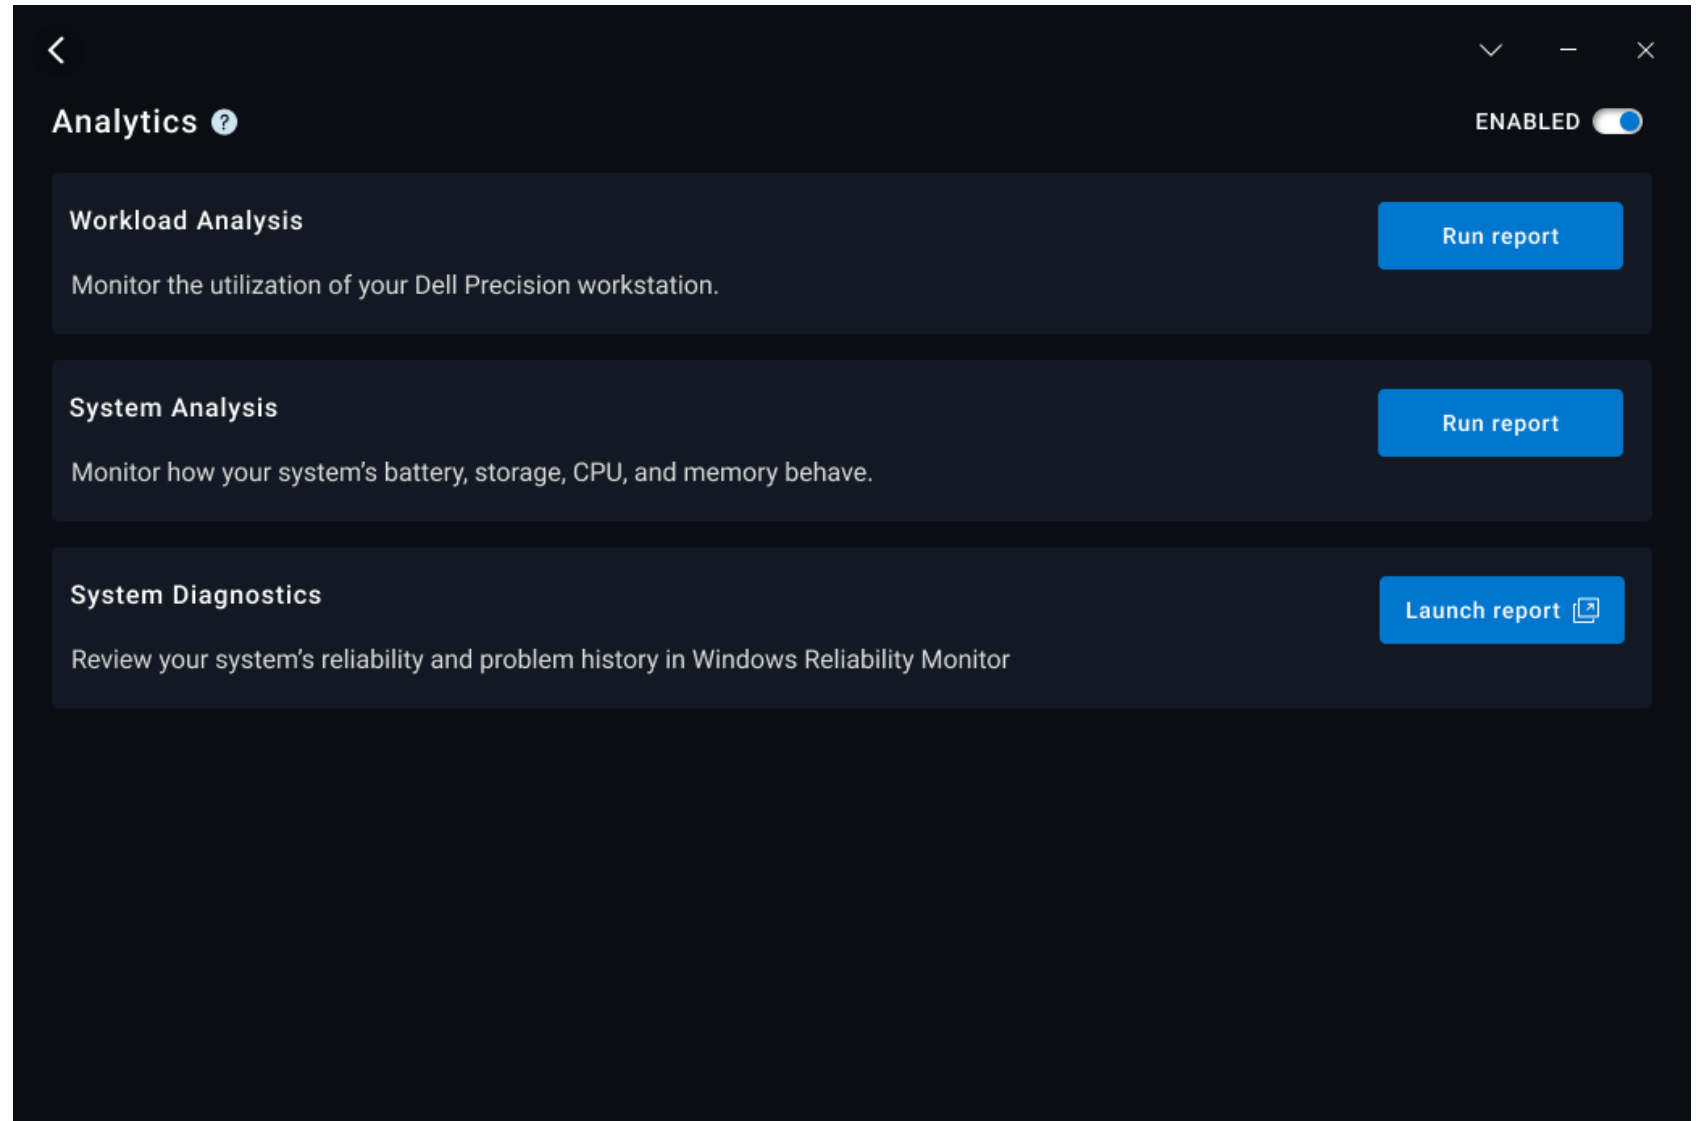 Analytics ?
ENABLED
Workload Analysis
Run report
Monitor the utilization of your Dell Precision workstation.
System Analysis
Run report
Monitor how your system’s battery, storage, CPU, and memory behave.
System Diagnostics
Launch report
Review your system’s reliability and problem history in Windows Reliability Monitor